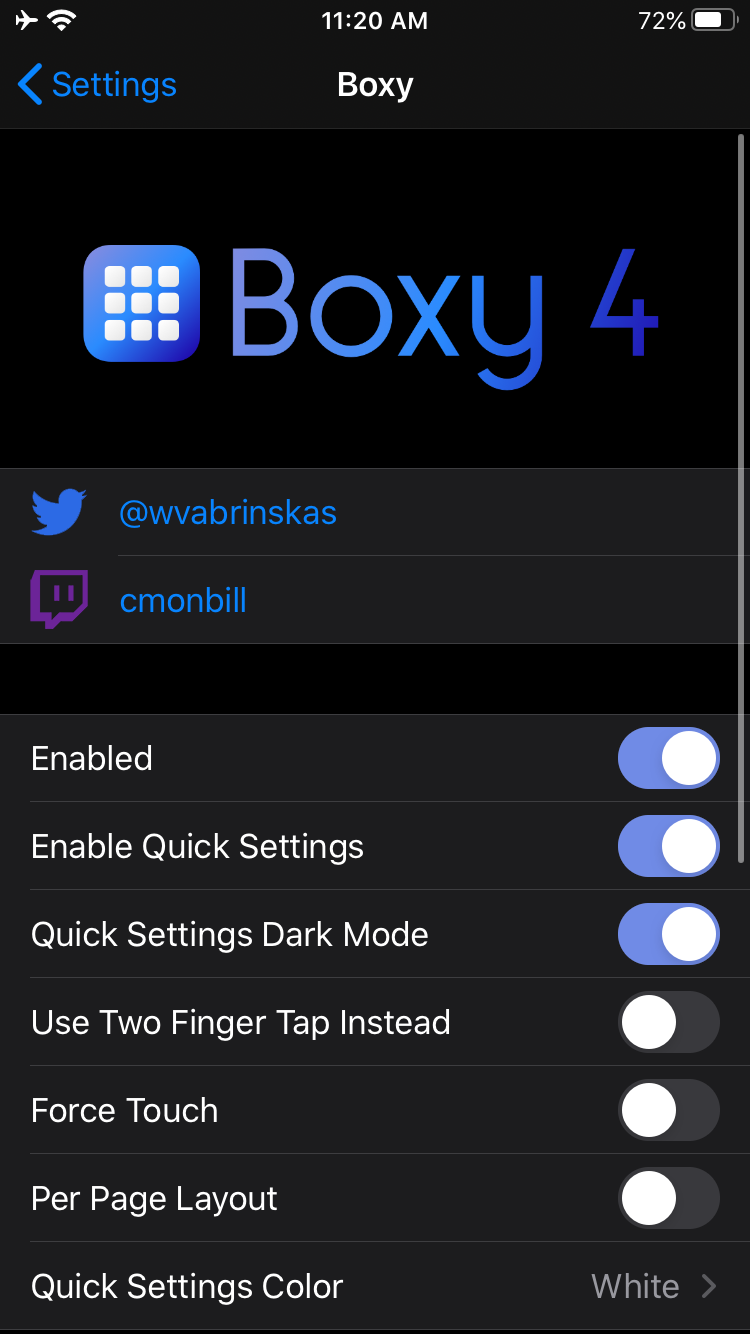 11:20 AM
72%
Settings
Boxy
Boxy 4
@wvabrinskas
cmonbill
Enabled
Enable Quick Settings
Quick Settings Dark Mode
Use Two Finger Tap Instead
Force Touch
Per Page Layout
Quick Settings Color
White